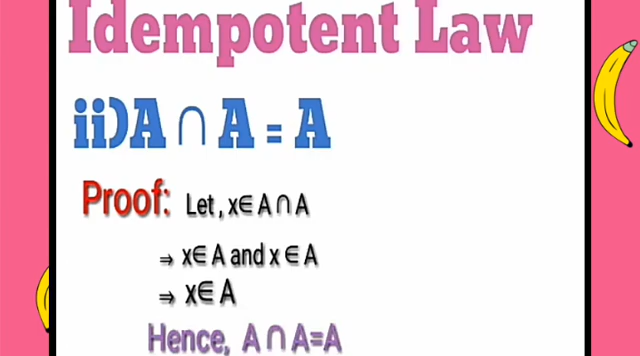 Idempotent Law
ii)A ∩ A = A
Proof: Let , x∈ A ∩ A
⇒ x∈ A and x ∈ A
⇒ x∈ A
Hence, A ∩ A=A